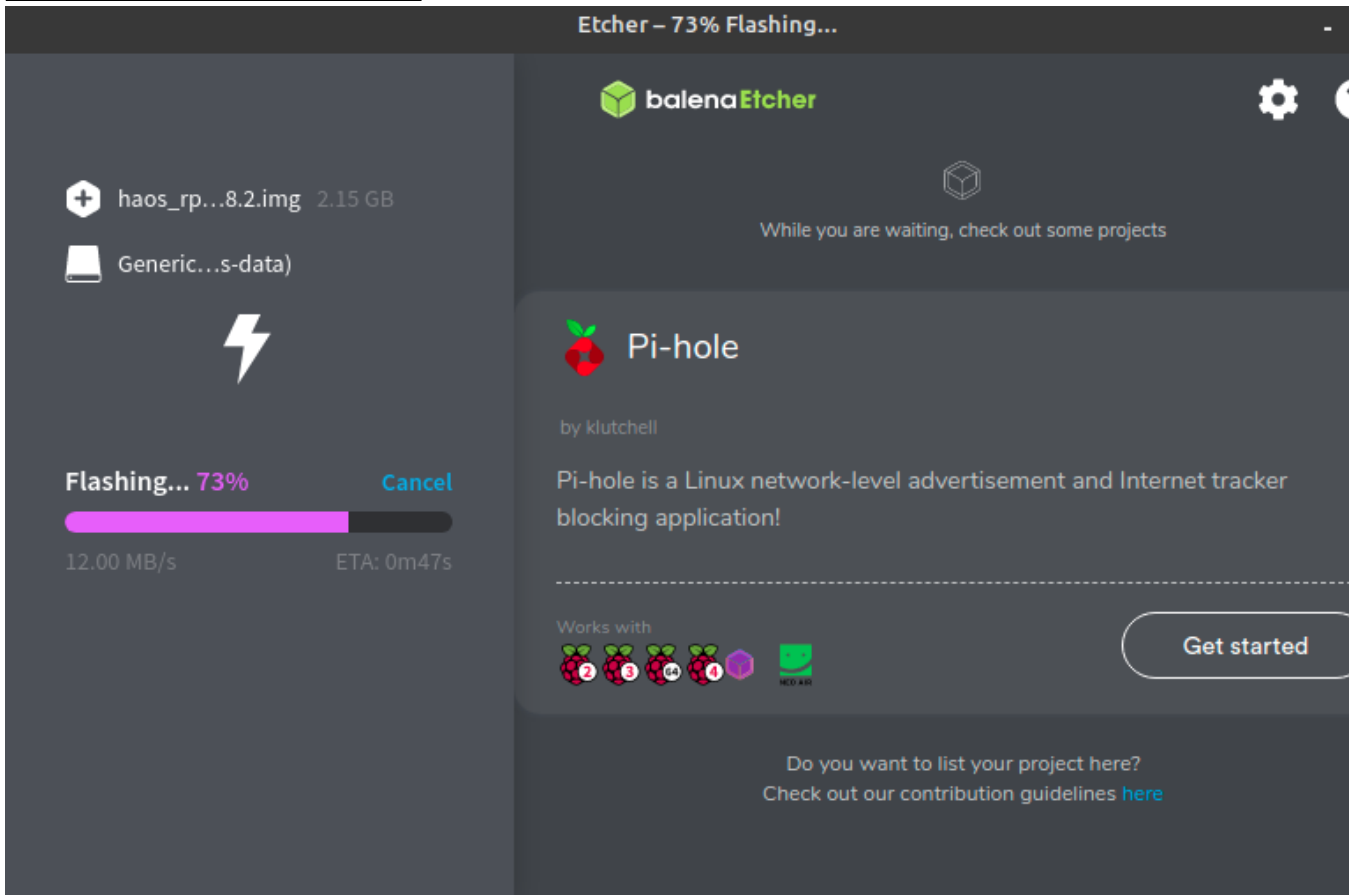 Etcher – 73% Flashing...
balenaEtcher
haos_rp...8.2.img 2.15 GB
Generic...s-data)
Flashing... 73% Cancel
12.00 MB/s ETA: 0m47s
While you are waiting, check out some projects
Pi-hole
by klutchell
Pi-hole is a Linux network-level advertisement and Internet tracker
blocking application!
Works with
2 3 64 4 NEO AIR
Get started
Do you want to list your project here?
Check out our contribution guidelines here